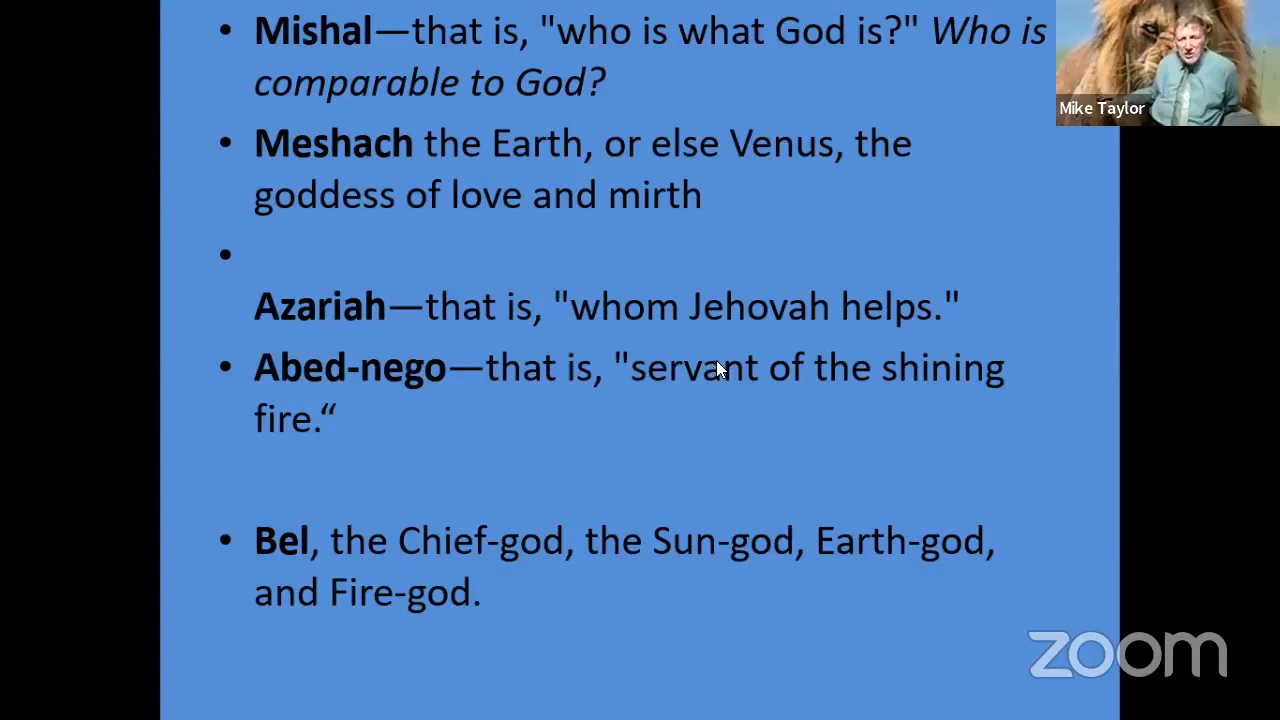 • Mishal—that is, "who is what God is?" Who is
comparable to God?
• Meshach the Earth, or else Venus, the
goddess of love and mirth
•
Azariah—that is, "whom Jehovah helps."
• Abed-nego—that is, "servant of the shining
fire.“
• Bel, the Chief-god, the Sun-god, Earth-god,
and Fire-god.
Mike Taylor
zoom